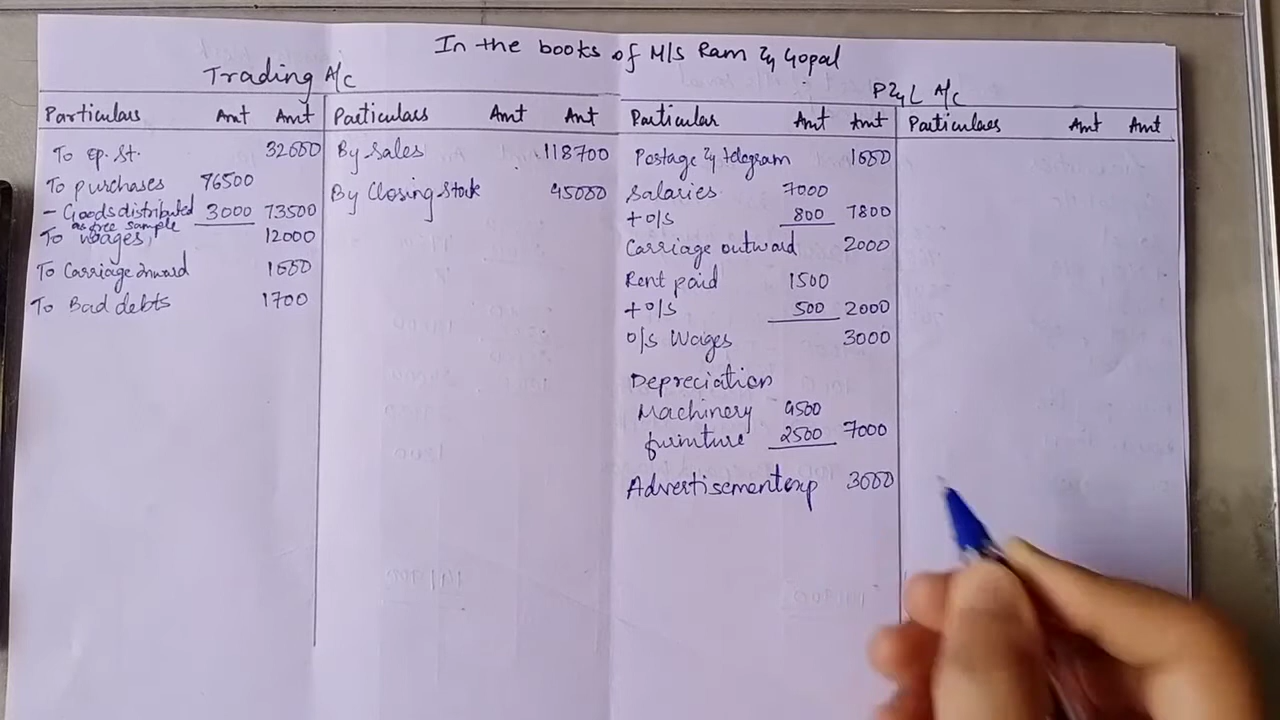 In the books of M/S Ram & Gopal
Trading A/C
P & L A/C
Particulars Amt Amt Particulars Amt Amt
To op. st. 32000 By Sales 118700
To purchases 76500 By Closing stock 45000
- Goods distributed as free sample 3000 73500
To wages, 12000
To Carriage Inward 1600
To Bad debts 1700
Particular Amt Amt Particulars Amt Amt
Postage & telegram 1600
Salaries 7000
+ o/s 800 7800
Carriage outward 2000
Rent paid 1500
+ o/s 500 2000
o/s Wages 3000
Depreciation
Machinery 4500
furniture 2500 7000
Advertisement exp 3000